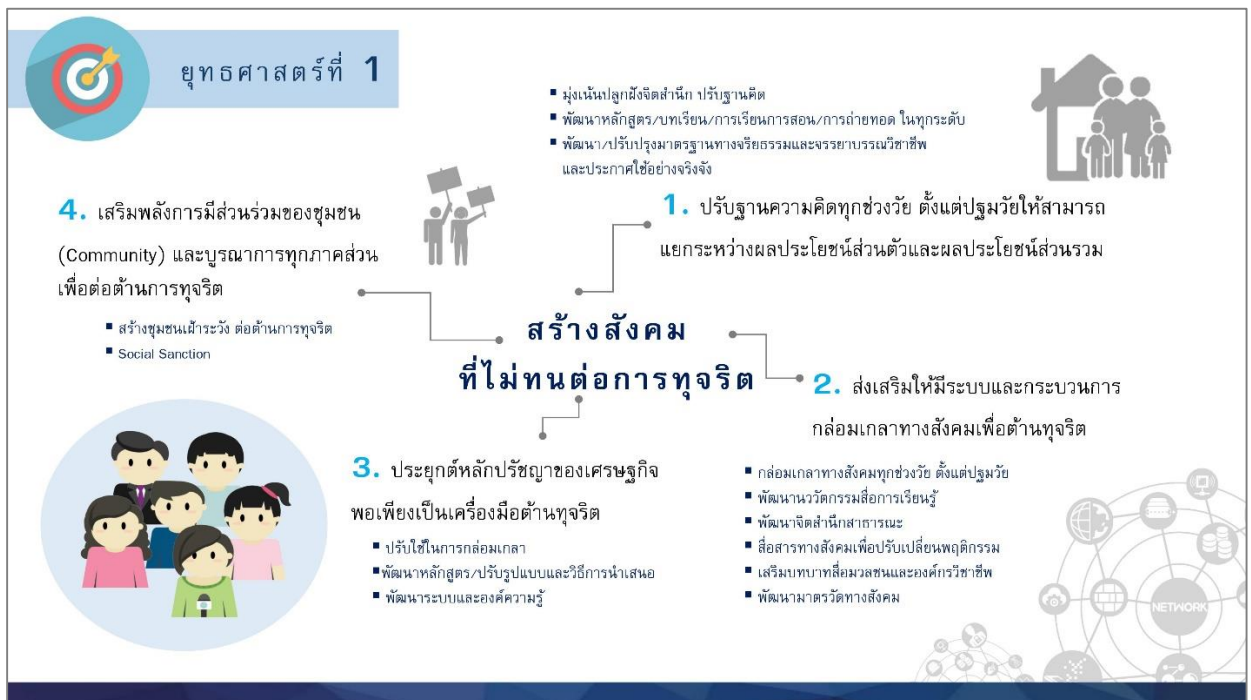 ยุทธศาสตร์ที่ 1
▪ มุ่งเน้นปลูกฝังจิตสำนึก ปรับฐานคิด
▪ พัฒนาหลักสูตร/บทเรียน/การเรียนการสอน/การถ่ายทอด ในทุกระดับ
▪ พัฒนา/ปรับปรุงมาตรฐานทางจริยธรรมและจรรยาบรรณวิชาชีพ
และประกาศใช้อย่างจริงจัง
1. ปรับฐานความคิดทุกช่วงวัย ตั้งแต่ปฐมวัยให้สามารถ
แยกระหว่างผลประโยชน์ส่วนตัวและผลประโยชน์ส่วนรวม
4. เสริมพลังการมีส่วนร่วมของชุมชน
(Community) และบูรณาการทุกภาคส่วน
เพื่อต่อต้านการทุจริต
▪ สร้างชุมชนเฝ้าระวัง ต่อต้านการทุจริต
▪ Social Sanction
สร้างสังคม
ที่ไม่ทนต่อการทุจริต
2. ส่งเสริมให้มีระบบและกระบวนการ
กล่อมเกลาทางสังคมเพื่อต้านทุจริต
▪ กล่อมเกลาทางสังคมทุกช่วงวัย ตั้งแต่ปฐมวัย
▪ พัฒนานวัตกรรมสื่อการเรียนรู้
▪ พัฒนาจิตสำนึกสาธารณะ
▪ สื่อสารทางสังคมเพื่อปรับเปลี่ยนพฤติกรรม
▪ เสริมบทบาทสื่อมวลชนและองค์กรวิชาชีพ
▪ พัฒนามาตรวัดทางสังคม
3. ประยุกต์หลักปรัชญาของเศรษฐกิจ
พอเพียงเป็นเครื่องมือต้านทุจริต
▪ ปรับใช้ในการกล่อมเกลา
▪พัฒนาหลักสูตร/ปรับรูปแบบและวิธีการนำเสนอ
▪ พัฒนาระบบและองค์ความรู้
NETWORK